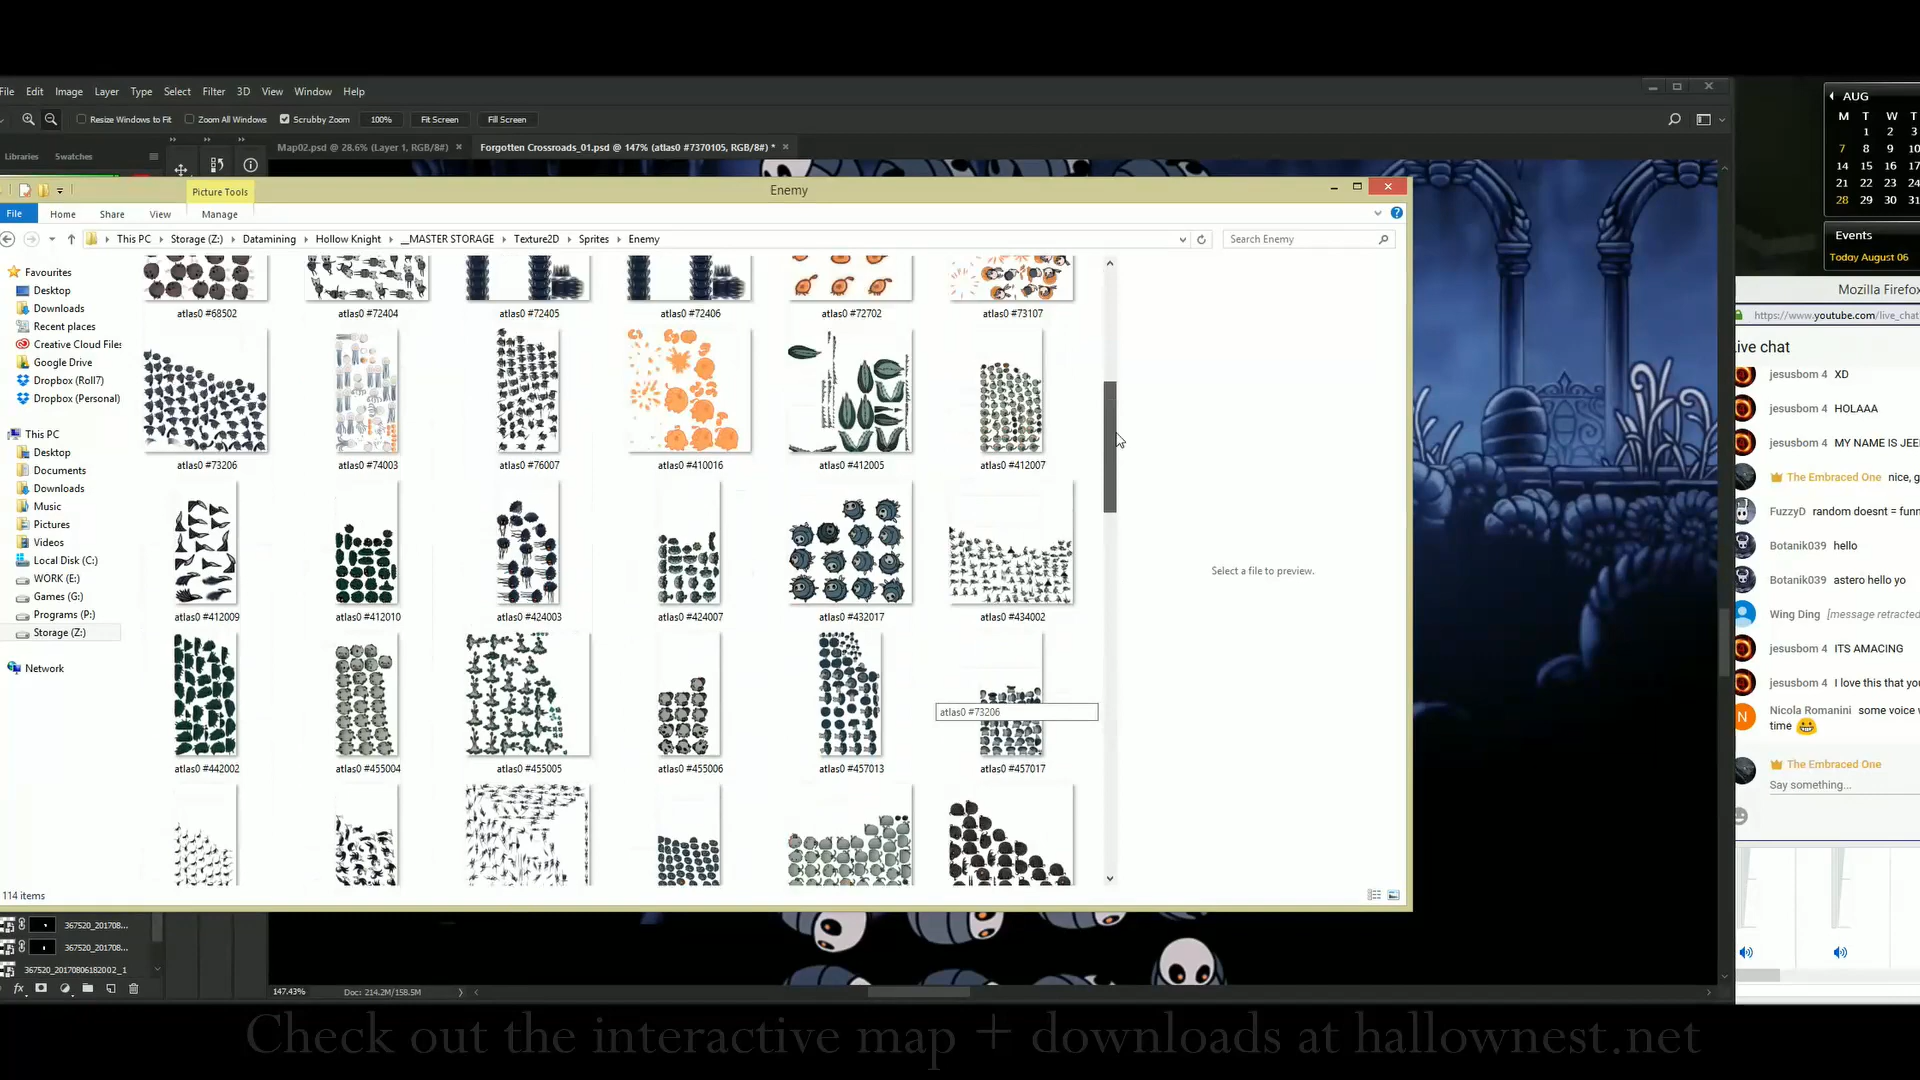 File Edit Image Layer Type Select Filter 3D View Window Help
Resize Windows to Fit Zoom All Windows Scrubby Zoom 100% Fit Screen Fill Screen
Libraries Swatches
Map02.psd @ 28.6% (Layer 1, RGB/8#) × Forgotten Crossroads_01.psd @ 147% (atlas0 #7370105, RGB/8#) * ×
Picture Tools Enemy
File Home Share View Manage
This PC Storage (Z:) Datamining Hollow Knight __MASTER STORAGE Texture2D Sprites Enemy Search Enemy
Favourites
Desktop
Downloads
Recent places
Creative Cloud Files
Google Drive
Dropbox (Roll7)
Dropbox (Personal)
This PC
Desktop
Documents
Downloads
Music
Pictures
Videos
Local Disk (C:)
WORK (E:)
Games (G:)
Programs (P:)
Storage (Z:)
Network
atlas0 #68502 atlas0 #72404 atlas0 #72405 atlas0 #72406 atlas0 #72702 atlas0 #73107
atlas0 #73206 atlas0 #74003 atlas0 #76007 atlas0 #410016 atlas0 #412005 atlas0 #412007
atlas0 #412009 atlas0 #412010 atlas0 #424003 atlas0 #424007 atlas0 #432017 atlas0 #434002
atlas0 #73206
atlas0 #442002 atlas0 #455004 atlas0 #455005 atlas0 #455006 atlas0 #457013 atlas0 #457017
Select a file to preview.
114 items
367520_201708...
367520_201708...
367520_20170806182002_1
fx
147.43% Doc: 214.2M/158.5M
AUG
M T W T
1 2 3
7 8 9 10
14 15 16 17
21 22 23 24
28 29 30 31
Events
Today August 06
Mozilla Firefox
https://www.youtube.com/live_chat
Live chat
jesusbom 4 XD
jesusbom 4 HOLAAA
jesusbom 4 MY NAME IS JEE
The Embraced One nice, g
FuzzyD random doesnt = funn
Botanik039 hello
Botanik039 astero hello yo
Wing Ding [message retracted
jesusbom 4 ITS AMACING
jesusbom 4 I love this that yo
Nicola Romanini some voice w
time
The Embraced One
Say something...
Check out the interactive map + downloads at hallownest.net